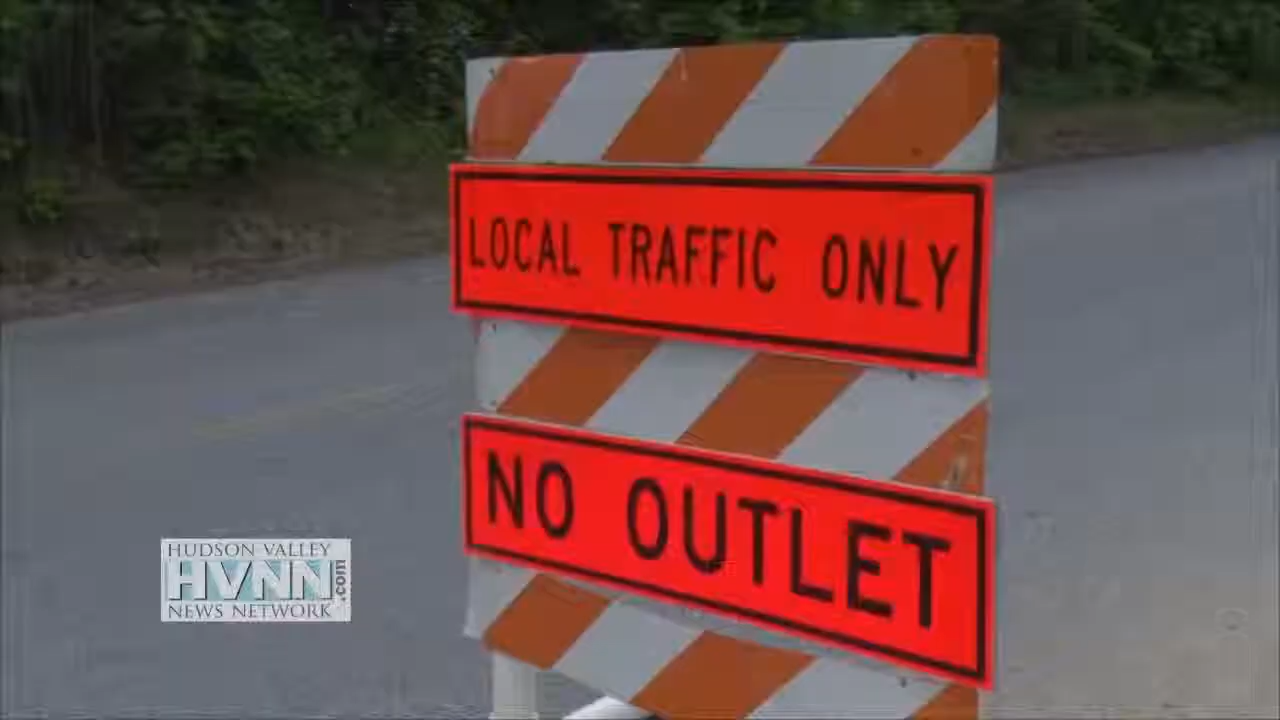 LOCAL TRAFFIC ONLY
NO OUTLET
HUDSON VALLEY
HVNN.com
NEWS NETWORK